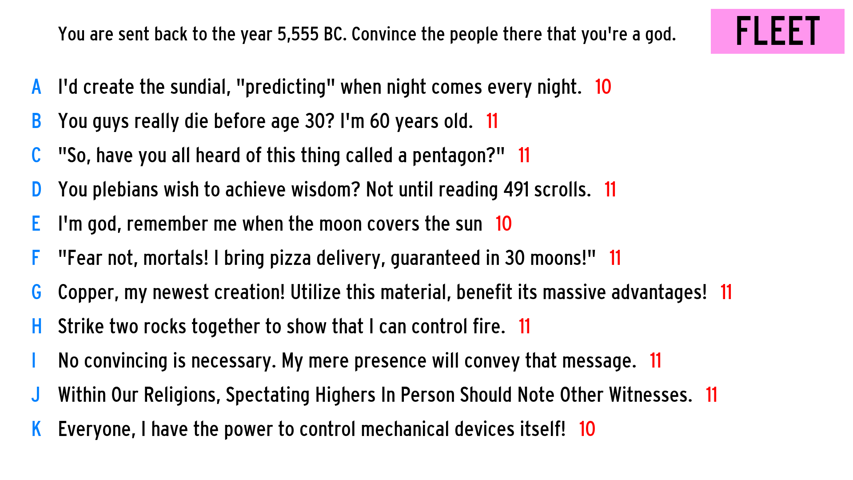 You are sent back to the year 5,555 BC. Convince the people there that you're a god.
FLEET
A I'd create the sundial, "predicting" when night comes every night. 10
B You guys really die before age 30? I'm 60 years old. 11
C "So, have you all heard of this thing called a pentagon?" 11
D You plebians wish to achieve wisdom? Not until reading 491 scrolls. 11
E I'm god, remember me when the moon covers the sun 10
F "Fear not, mortals! I bring pizza delivery, guaranteed in 30 moons!" 11
G Copper, my newest creation! Utilize this material, benefit its massive advantages! 11
H Strike two rocks together to show that I can control fire. 11
I No convincing is necessary. My mere presence will convey that message. 11
J Within Our Religions, Spectating Highers In Person Should Note Other Witnesses. 11
K Everyone, I have the power to control mechanical devices itself! 10